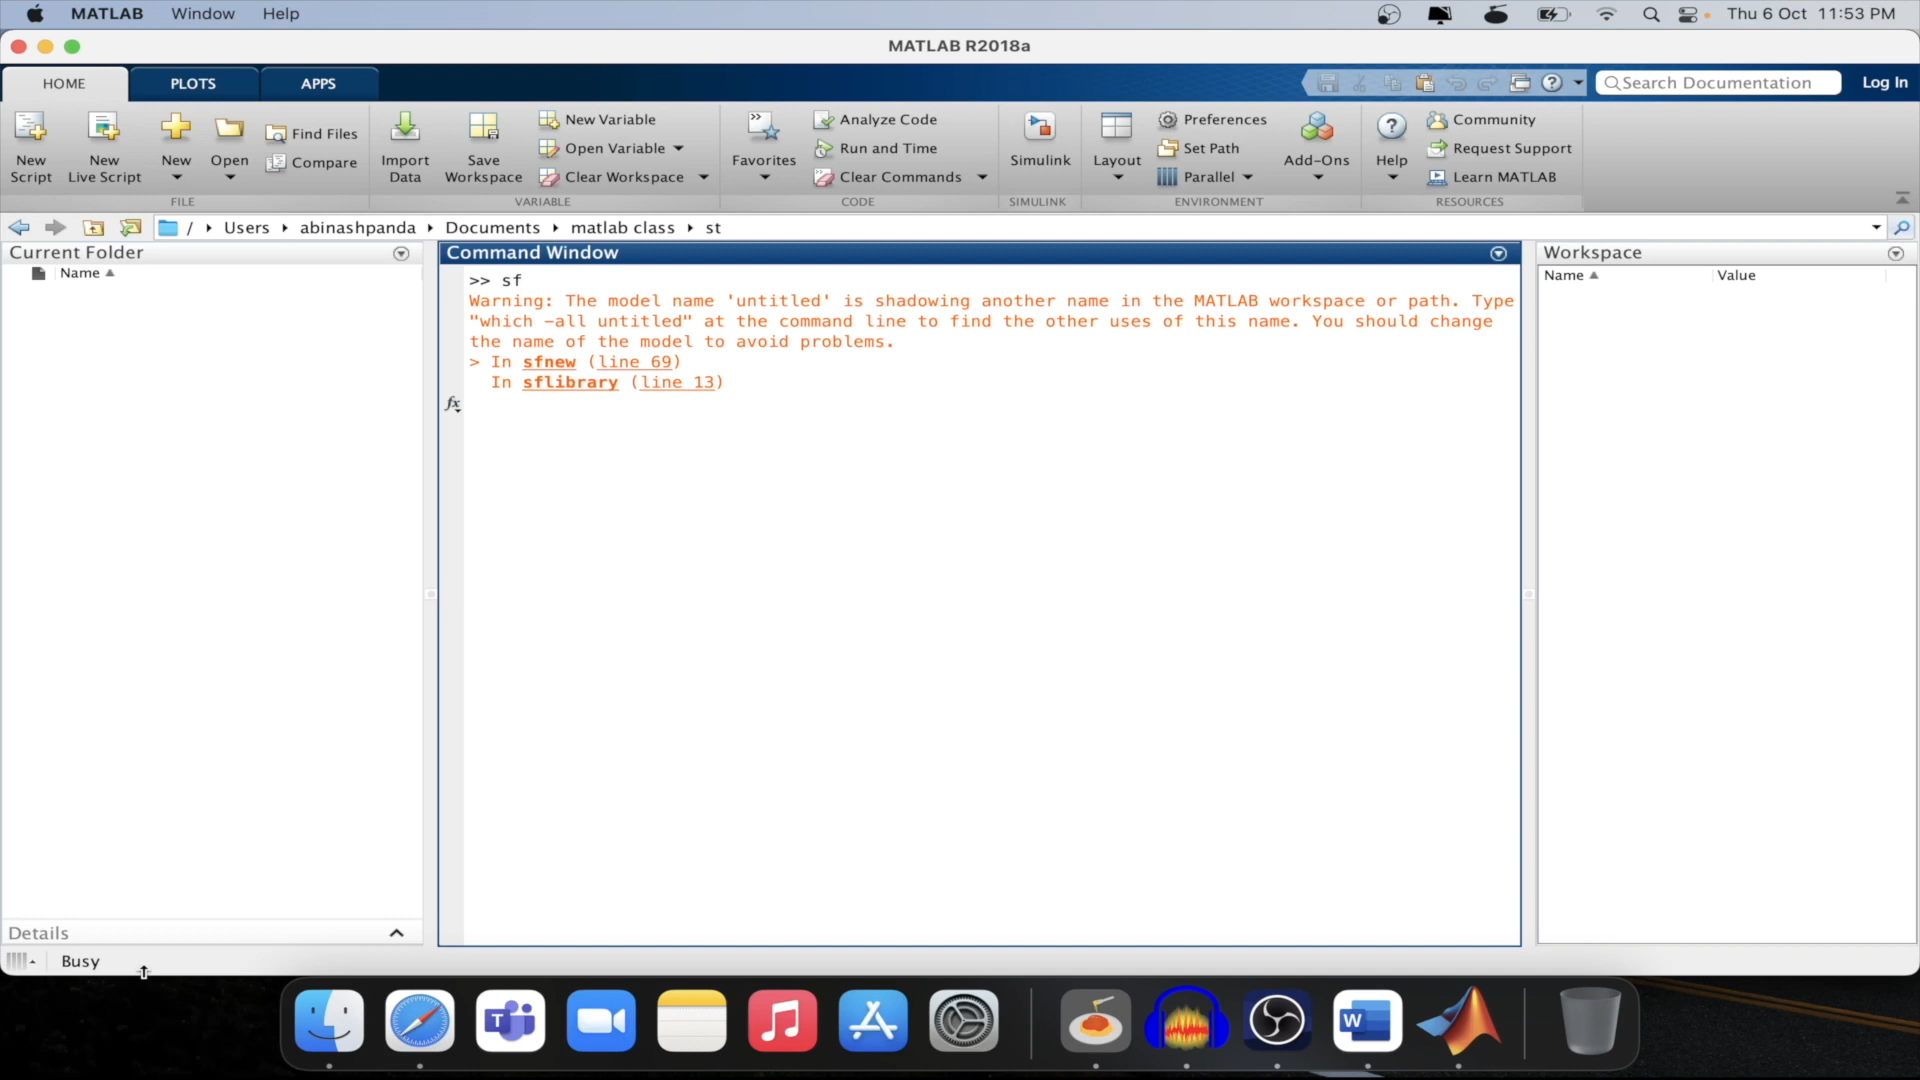 MATLAB Window Help Thu 6 Oct 11:53 PM
MATLAB R2018a
HOME PLOTS APPS Search Documentation Log In
New Script
New Live Script
New
Open
Find Files
Compare
FILE
Import Data
Save Workspace
New Variable
Open Variable
Clear Workspace
VARIABLE
Favorites
Analyze Code
Run and Time
Clear Commands
CODE
Simulink
SIMULINK
Layout
Preferences
Set Path
Parallel
Add-Ons
ENVIRONMENT
Help
Community
Request Support
Learn MATLAB
RESOURCES
/ Users abinashpanda Documents matlab class st
Current Folder
Name
Command Window
>> sf
Warning: The model name 'untitled' is shadowing another name in the MATLAB workspace or path. Type
"which -all untitled" at the command line to find the other uses of this name. You should change
the name of the model to avoid problems.
> In sfnew (line 69)
In sflibrary (line 13)
fx
Workspace
Name Value
Details
Busy
T
W